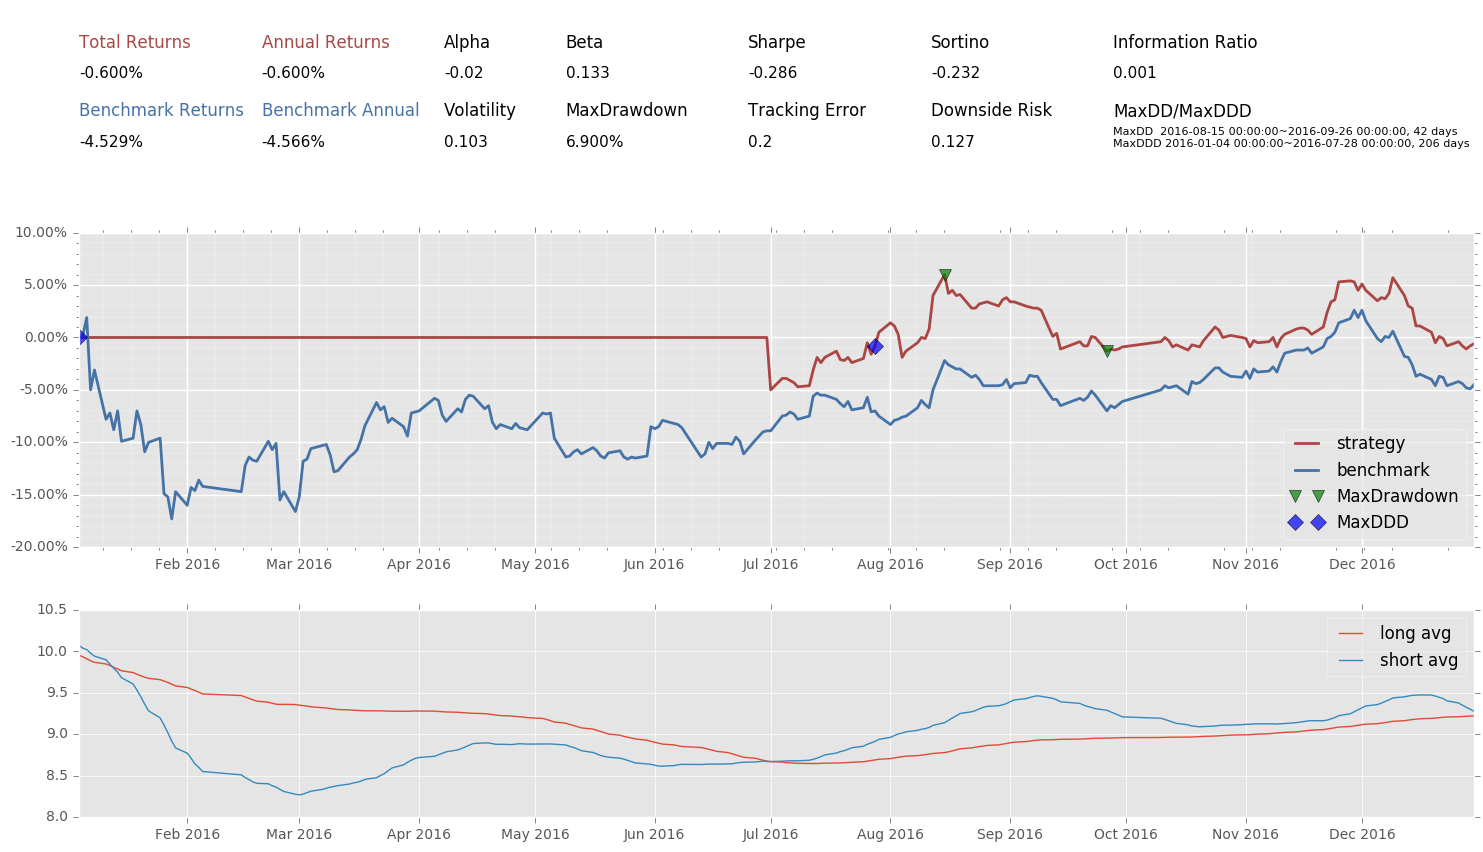 Total Returns Annual Returns Alpha Beta Sharpe Sortino Information Ratio
-0.600% -0.600% -0.02 0.133 -0.286 -0.232 0.001
Benchmark Returns Benchmark Annual Volatility MaxDrawdown Tracking Error Downside Risk MaxDD/MaxDDD
-4.529% -4.566% 0.103 6.900% 0.2 0.127
MaxDD 2016-08-15 00:00:00~2016-09-26 00:00:00, 42 days
MaxDDD 2016-01-04 00:00:00~2016-07-28 00:00:00, 206 days
10.00%
5.00%
0.00%
-5.00%
-10.00%
-15.00%
-20.00%
strategy
benchmark
MaxDrawdown
MaxDDD
Feb 2016 Mar 2016 Apr 2016 May 2016 Jun 2016 Jul 2016 Aug 2016 Sep 2016 Oct 2016 Nov 2016 Dec 2016
10.5
10.0
9.5
9.0
8.5
8.0
long avg
short avg
Feb 2016 Mar 2016 Apr 2016 May 2016 Jun 2016 Jul 2016 Aug 2016 Sep 2016 Oct 2016 Nov 2016 Dec 2016